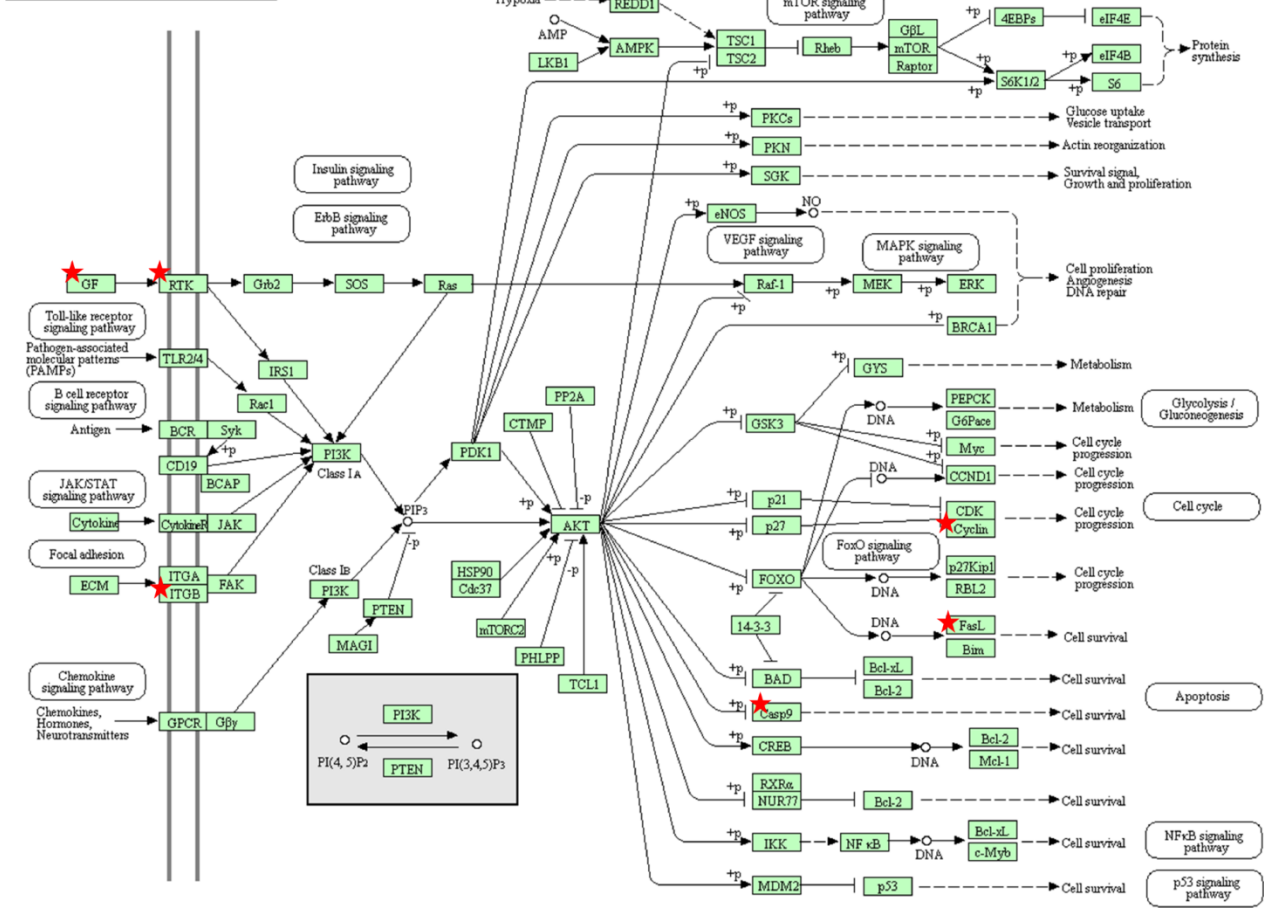 Hypoxia
REDD1
mTOR signaling
pathway
AMP
AMPK
LKB1
TSC1
TSC2
+p
Rheb
GβL
mTOR
Raptor
+p
4EBPs
eIF4E
+p
S6K1/2
+p
+p
eIF4B
+p
S6
Protein
synthesis
+p
PKCs
Glucose uptake
Vesicle transport
+p
PKN
Actin reorganization
+p
SGK
Survival signal,
Growth and proliferation
Insulin signaling
pathway
ErbB signaling
pathway
+p
eNOS
NO
VEGF signaling
pathway
MAPK signaling
pathway
GF
RTK
Grb2
SOS
Ras
Raf-1
+p
+p
MEK
+p
ERK
Cell proliferation
Angiogenesis
DNA repair
+p
BRCA1
Toll-like receptor
signaling pathway
Pathogen-associated
molecular patterns
(PAMPs)
TLR2/4
IRS1
Rac1
B cell receptor
signaling pathway
Antigen
BCR
Syk
+p
CD19
BCAP
PI3K
Class IA
PDK1
CTMP
PP2A
+p
-p
+p
GYS
Metabolism
+p
GSK3
DNA
PEPCK
G6Pace
Metabolism
Glycolysis /
Gluconeogenesis
Myc
Cell cycle
progression
DNA
CCND1
Cell cycle
progression
JAK/STAT
signaling pathway
Cytokine
CytokineR
JAK
PIP3
-p
AKT
+p
-p
+p
p21
+p
p27
CDK
Cyclin
Cell cycle
progression
Cell cycle
Focal adhesion
ECM
ITGA
ITGB
FAK
Class IB
PI3K
PTEN
MAGI
HSP90
Cdc37
mTORC2
PHLPP
TCL1
FoxO signaling
pathway
+p
FOXO
DNA
p27Kip1
RBL2
Cell cycle
progression
14-3-3
DNA
FasL
Bim
Cell survival
+p
BAD
Bcl-xL
Bcl-2
Cell survival
Apoptosis
+p
Casp9
Cell survival
Chemokine
signaling pathway
Chemokines,
Hormones,
Neurotransmitters
GPCR
Gβγ
PI3K
PI(4, 5)P2
PI(3,4,5)P3
PTEN
+p
CREB
DNA
Bcl-2
Mcl-1
Cell survival
+p
RXRα
NUR77
Bcl-2
Cell survival
+p
IKK
NFκB
DNA
Bcl-xL
c-Myb
Cell survival
NFκB signaling
pathway
+p
MDM2
p53
Cell survival
p53 signaling
pathway